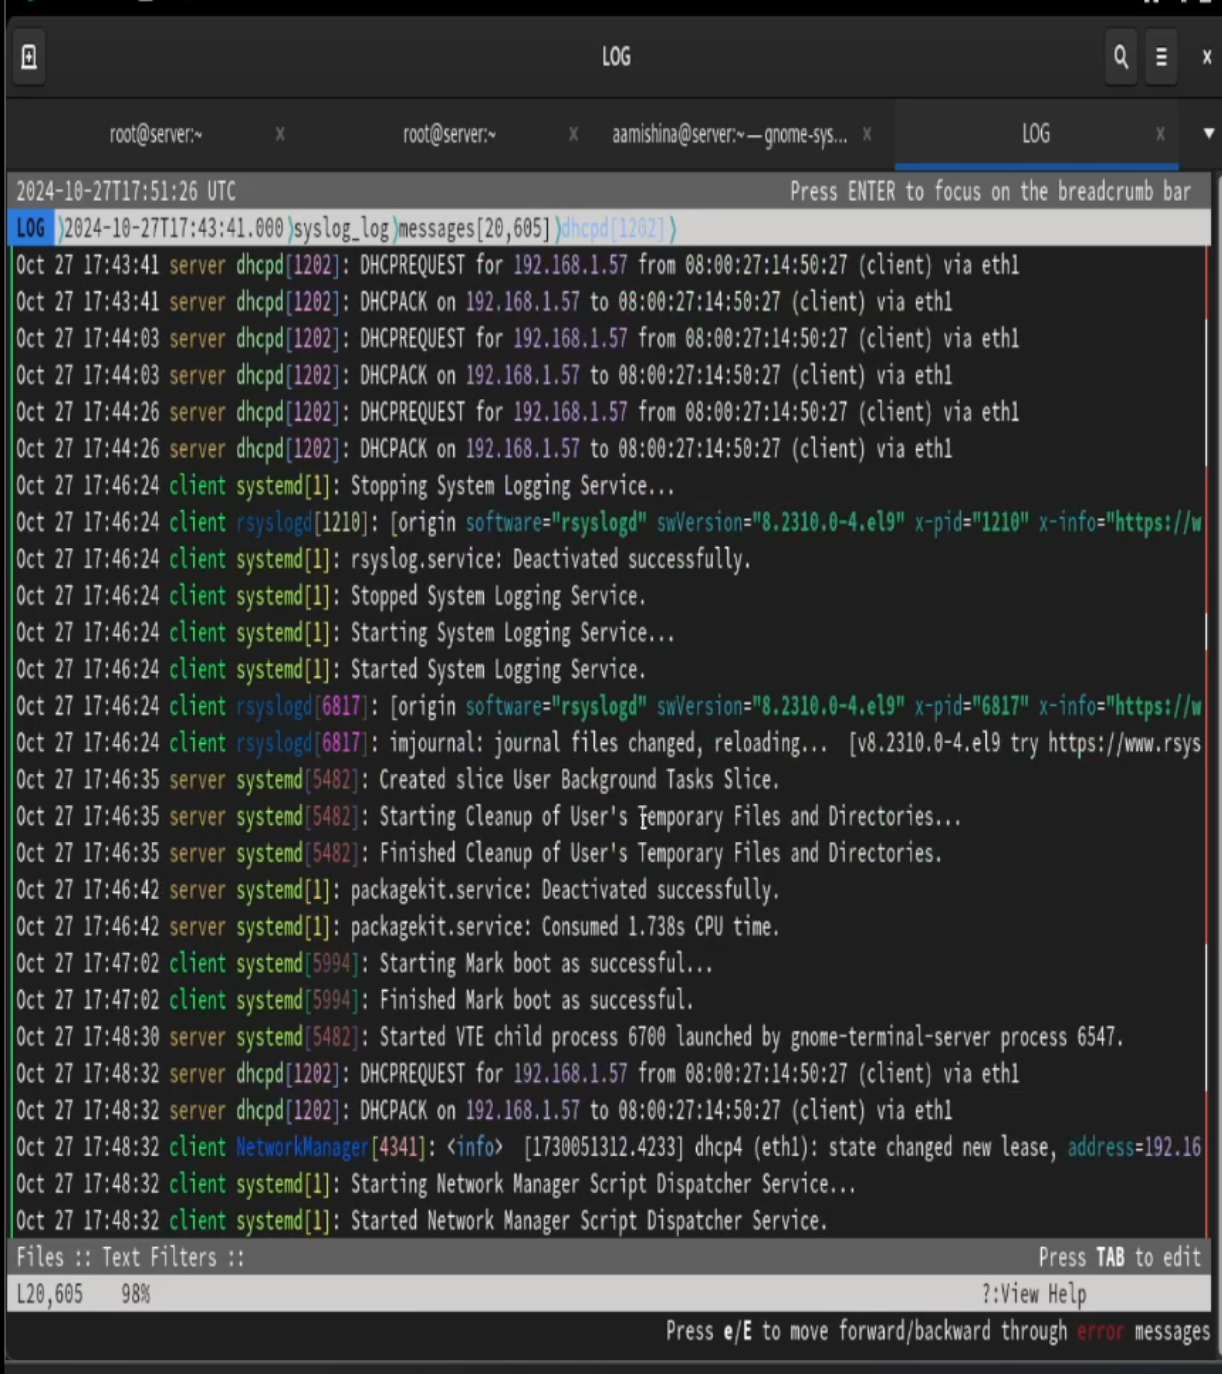 LOG
root@server:~ x root@server:~ x aamishina@server:~ — gnome-sys... x LOG x
2024-10-27T17:51:26 UTC Press ENTER to focus on the breadcrumb bar
LOG ⟩2024-10-27T17:43:41.000⟩syslog_log⟩messages[20,605]⟩dhcpd[1202]⟩
Oct 27 17:43:41 server dhcpd[1202]: DHCPREQUEST for 192.168.1.57 from 08:00:27:14:50:27 (client) via eth1
Oct 27 17:43:41 server dhcpd[1202]: DHCPACK on 192.168.1.57 to 08:00:27:14:50:27 (client) via eth1
Oct 27 17:44:03 server dhcpd[1202]: DHCPREQUEST for 192.168.1.57 from 08:00:27:14:50:27 (client) via eth1
Oct 27 17:44:03 server dhcpd[1202]: DHCPACK on 192.168.1.57 to 08:00:27:14:50:27 (client) via eth1
Oct 27 17:44:26 server dhcpd[1202]: DHCPREQUEST for 192.168.1.57 from 08:00:27:14:50:27 (client) via eth1
Oct 27 17:44:26 server dhcpd[1202]: DHCPACK on 192.168.1.57 to 08:00:27:14:50:27 (client) via eth1
Oct 27 17:46:24 client systemd[1]: Stopping System Logging Service...
Oct 27 17:46:24 client rsyslogd[1210]: [origin software="rsyslogd" swVersion="8.2310.0-4.el9" x-pid="1210" x-info="https://w
Oct 27 17:46:24 client systemd[1]: rsyslog.service: Deactivated successfully.
Oct 27 17:46:24 client systemd[1]: Stopped System Logging Service.
Oct 27 17:46:24 client systemd[1]: Starting System Logging Service...
Oct 27 17:46:24 client systemd[1]: Started System Logging Service.
Oct 27 17:46:24 client rsyslogd[6817]: [origin software="rsyslogd" swVersion="8.2310.0-4.el9" x-pid="6817" x-info="https://w
Oct 27 17:46:24 client rsyslogd[6817]: imjournal: journal files changed, reloading... [v8.2310.0-4.el9 try https://www.rsys
Oct 27 17:46:35 server systemd[5482]: Created slice User Background Tasks Slice.
Oct 27 17:46:35 server systemd[5482]: Starting Cleanup of User's Temporary Files and Directories...
Oct 27 17:46:35 server systemd[5482]: Finished Cleanup of User's Temporary Files and Directories.
Oct 27 17:46:42 server systemd[1]: packagekit.service: Deactivated successfully.
Oct 27 17:46:42 server systemd[1]: packagekit.service: Consumed 1.738s CPU time.
Oct 27 17:47:02 client systemd[5994]: Starting Mark boot as successful...
Oct 27 17:47:02 client systemd[5994]: Finished Mark boot as successful.
Oct 27 17:48:30 server systemd[5482]: Started VTE child process 6700 launched by gnome-terminal-server process 6547.
Oct 27 17:48:32 server dhcpd[1202]: DHCPREQUEST for 192.168.1.57 from 08:00:27:14:50:27 (client) via eth1
Oct 27 17:48:32 server dhcpd[1202]: DHCPACK on 192.168.1.57 to 08:00:27:14:50:27 (client) via eth1
Oct 27 17:48:32 client NetworkManager[4341]: <info> [1730051312.4233] dhcp4 (eth1): state changed new lease, address=192.16
Oct 27 17:48:32 client systemd[1]: Starting Network Manager Script Dispatcher Service...
Oct 27 17:48:32 client systemd[1]: Started Network Manager Script Dispatcher Service.
Files :: Text Filters :: Press TAB to edit
L20,605 98% ?:View Help
Press e/E to move forward/backward through error messages